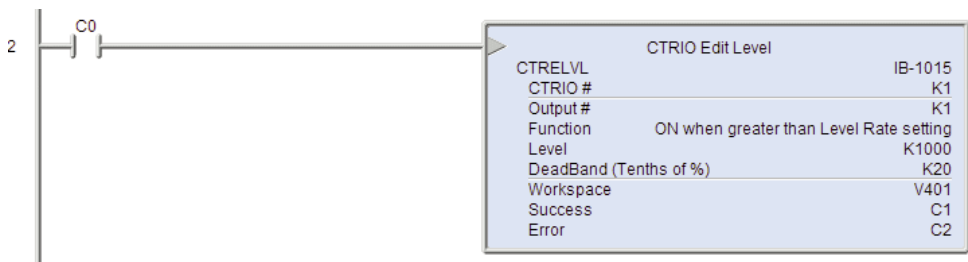 C0
2
CTRIO Edit Level
CTRELVL IB-1015
CTRIO # K1
Output # K1
Function ON when greater than Level Rate setting
Level K1000
DeadBand (Tenths of %) K20
Workspace V401
Success C1
Error C2